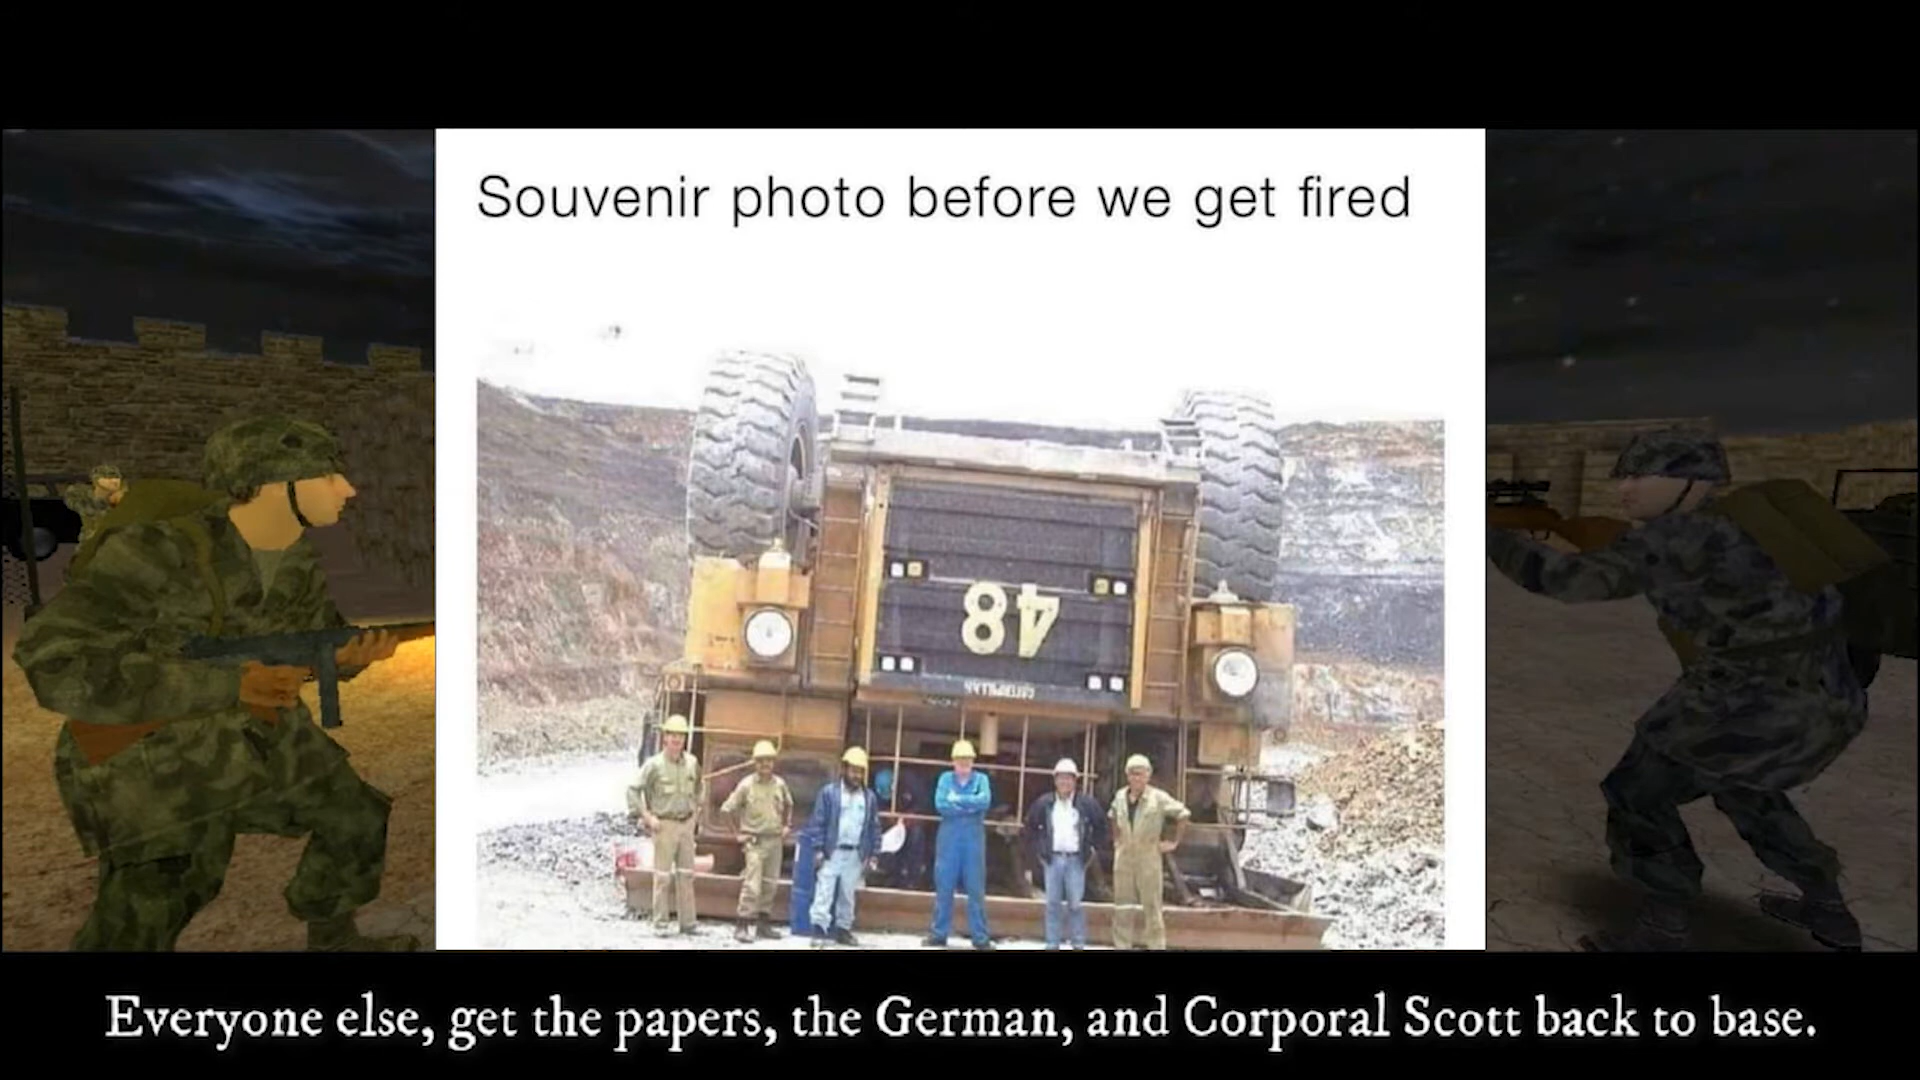 Souvenir photo before we get fired
48
Everyone else, get the papers, the German, and Corporal Scott back to base.